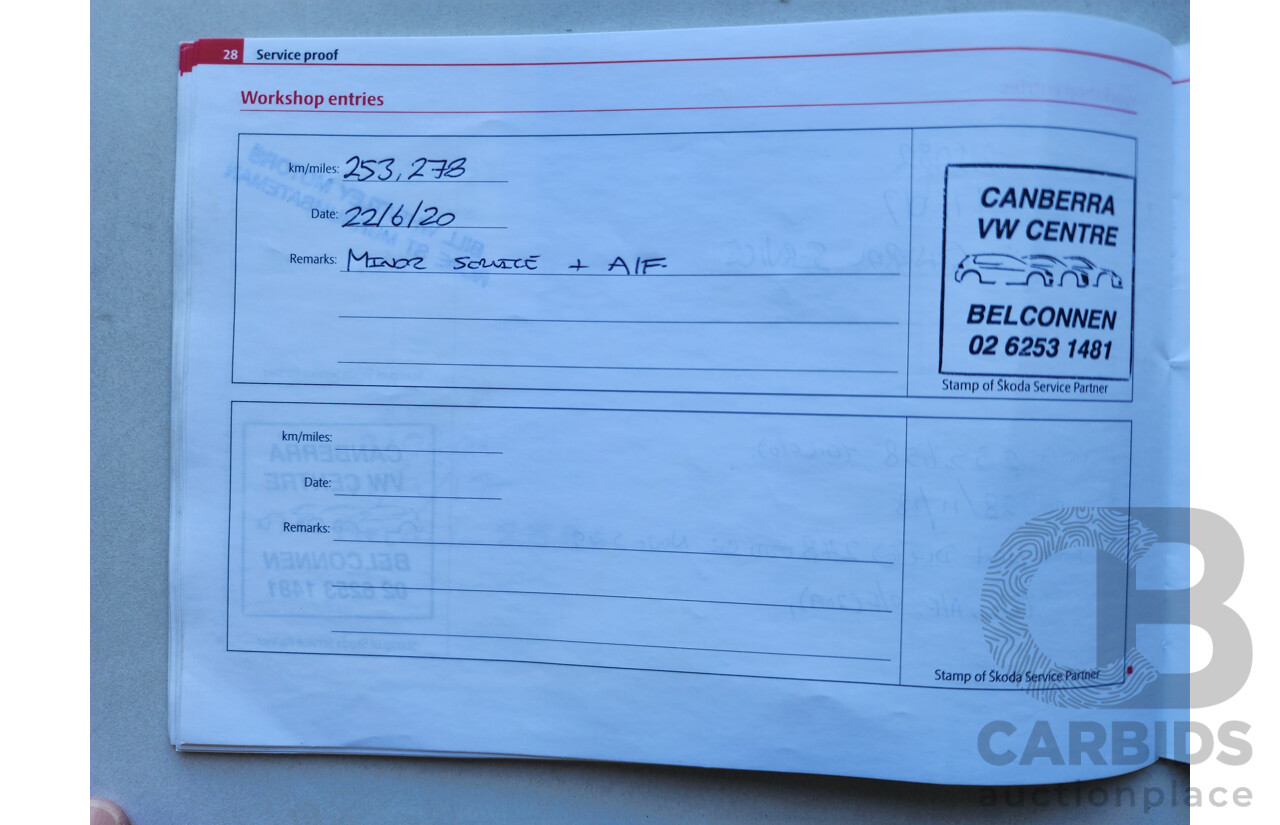 28 Service proof
Workshop entries
km/miles: 253,278
Date: 22/6/20
Remarks: MINOR SERVICE + A/F.
CANBERRA
VW CENTRE
BELCONNEN
02 6253 1481
Stamp of Škoda Service Partner
km/miles:
Date:
Remarks:
Stamp of Škoda Service Partner
CB
CARBIDS
auctionplace